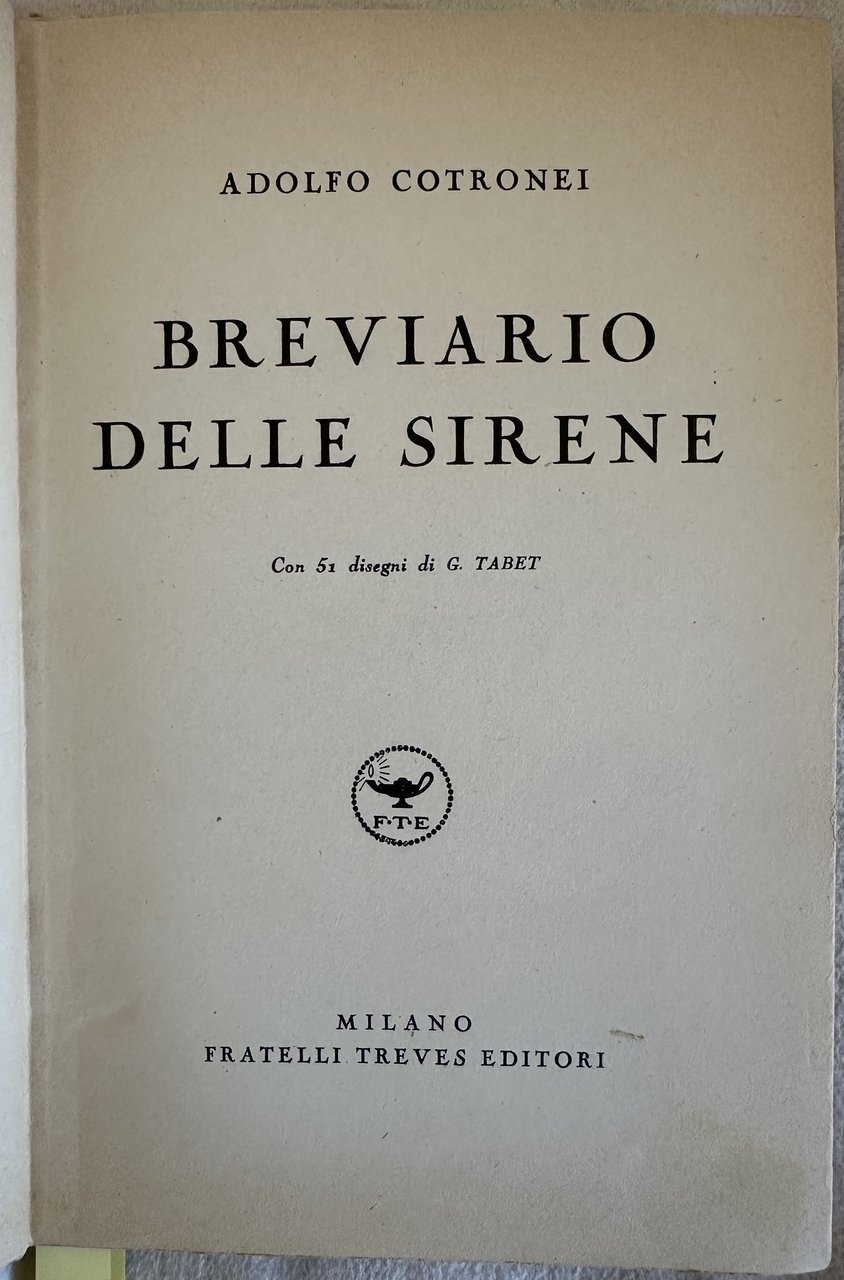 ADOLFO COTRONEI
BREVIARIO
DELLE SIRENE
Con 51 disegni di G. TABET
F·T·E
MILANO
FRATELLI TREVES EDITORI